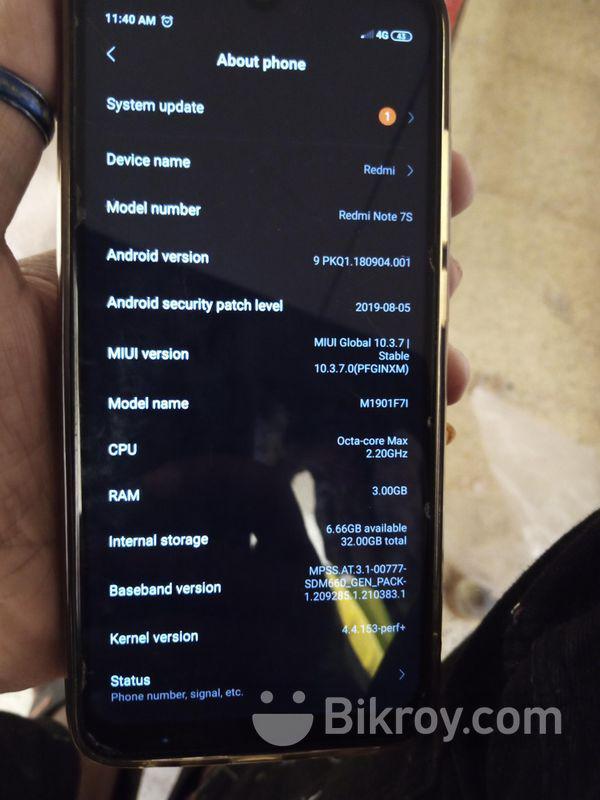 11:40 AM
4G 43
About phone
System update
1
Device name
Redmi
Model number
Redmi Note 7S
Android version
9 PKQ1.180904.001
Android security patch level
2019-08-05
MIUI version
MIUI Global 10.3.7 |
Stable
10.3.7.0(PFGINXM)
Model name
M1901F7I
CPU
Octa-core Max
2.20GHz
RAM
3.00GB
Internal storage
6.66GB available
32.00GB total
Baseband version
MPSS.AT.3.1-00777-
SDM660_GEN_PACK-
1.209285.1.210383.1
Kernel version
4.4.153-perf+
Status
Phone number, signal, etc.
Bikroy.com